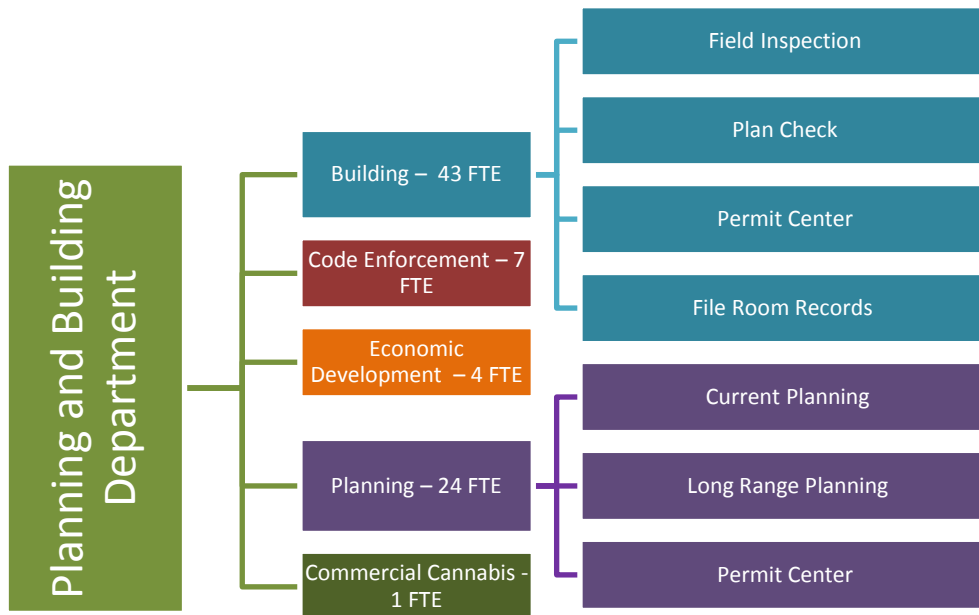 Planning and Building
Department
Building – 43 FTE
Code Enforcement – 7
FTE
Economic
Development – 4 FTE
Planning – 24 FTE
Commercial Cannabis -
1 FTE
Field Inspection
Plan Check
Permit Center
File Room Records
Current Planning
Long Range Planning
Permit Center